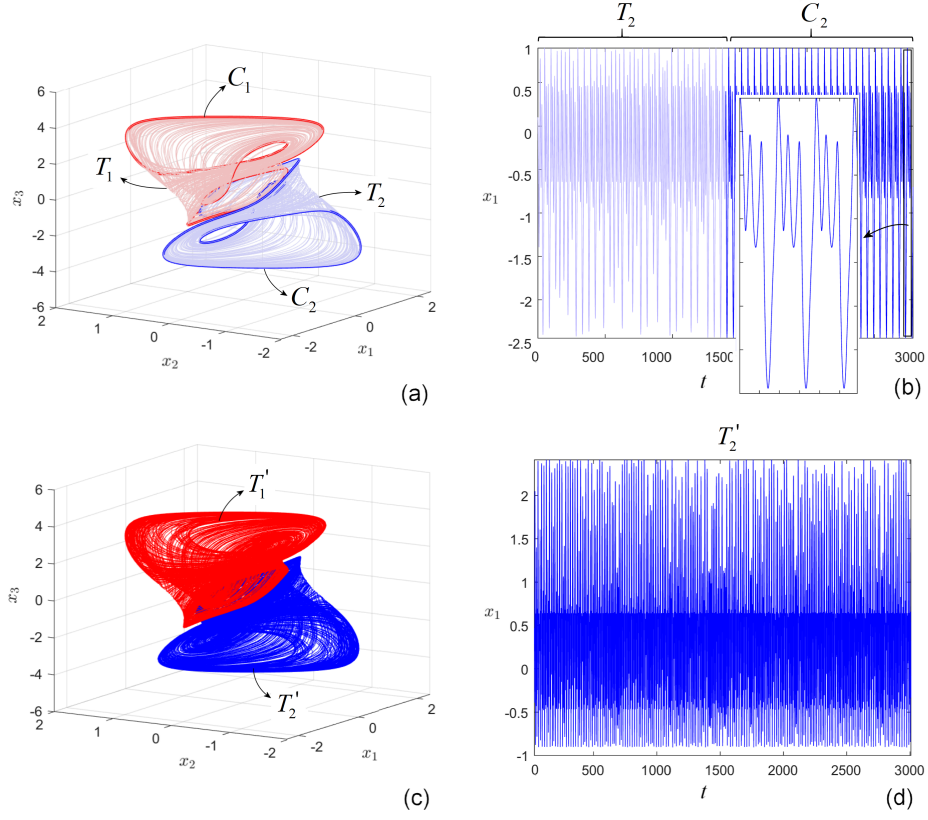 T₂ C₂
C₁
T₁
T₂
C₂
6
4
2
0
-2
-4
-6
x₃
2
1
0
-1
-2
x₂
-2
0
2
x₁
(a)
1
0.5
0
-0.5
-1
-1.5
-2
-2.5
x₁
0 500 1000 1500 3000
t
(b)
T₁'
T₂'
6
4
2
0
-2
-4
-6
x₃
2
1
0
-1
-2
x₂
-2
0
2
x₁
(c)
T₂'
2
1.5
1
0.5
0
-0.5
-1
x₁
0 500 1000 1500 2000 2500 3000
t
(d)